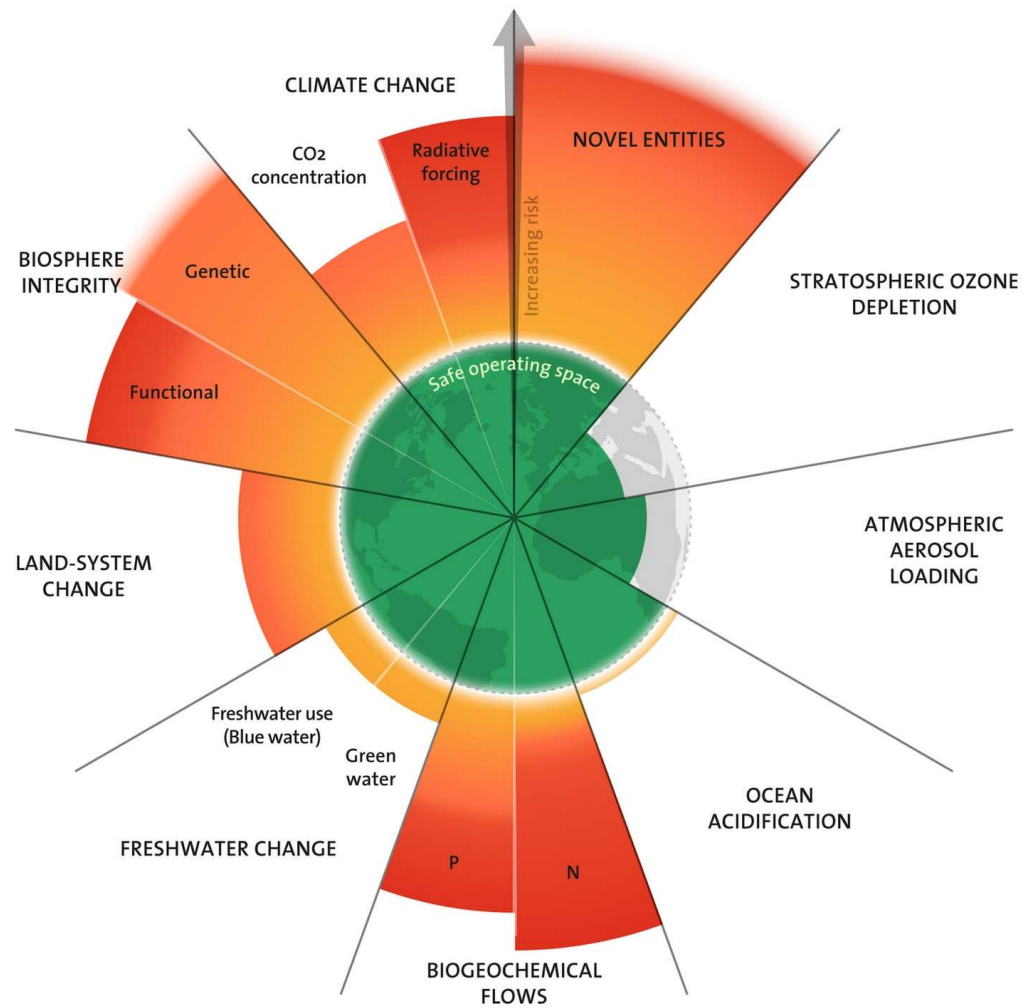 CLIMATE CHANGE
CO2
concentration
Radiative
forcing
NOVEL ENTITIES
Increasing risk
STRATOSPHERIC OZONE
DEPLETION
BIOSPHERE
INTEGRITY
Genetic
Functional
Safe operating space
ATMOSPHERIC
AEROSOL
LOADING
LAND-SYSTEM
CHANGE
Freshwater use
(Blue water)
Green
water
FRESHWATER CHANGE
OCEAN
ACIDIFICATION
P
N
BIOGEOCHEMICAL
FLOWS